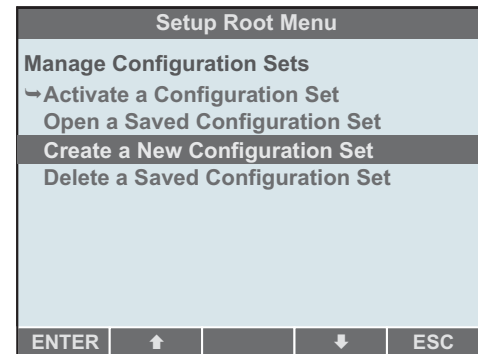 Setup Root Menu
Manage Configuration Sets
➥Activate a Configuration Set
Open a Saved Configuration Set
Create a New Configuration Set
Delete a Saved Configuration Set
ENTER ⬆ ⬇ ESC